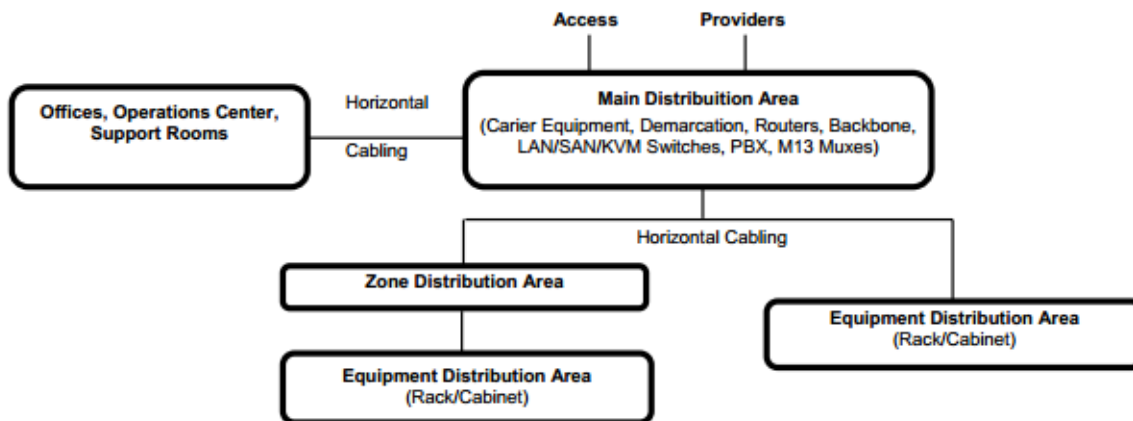 Access Providers
Main Distribuition Area
(Carier Equipment, Demarcation, Routers, Backbone,
LAN/SAN/KVM Switches, PBX, M13 Muxes)
Offices, Operations Center,
Support Rooms
Horizontal
Cabling
Horizontal Cabling
Zone Distribution Area
Equipment Distribution Area
(Rack/Cabinet)
Equipment Distribution Area
(Rack/Cabinet)